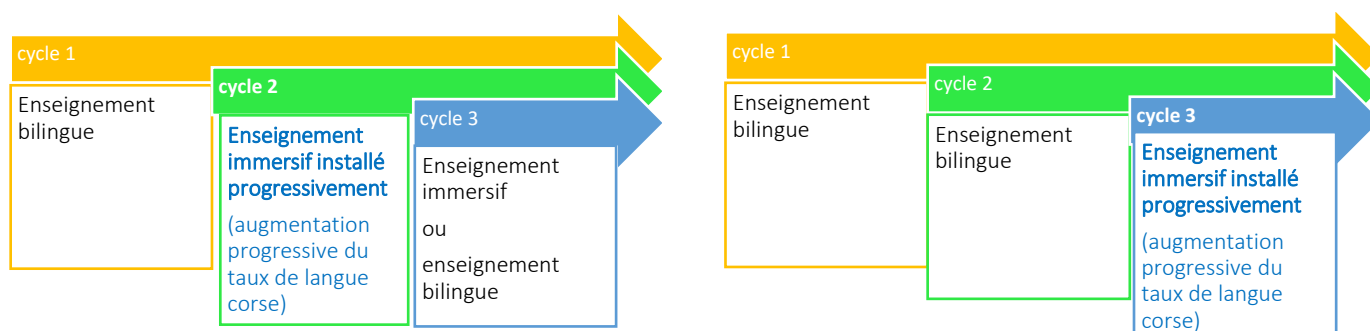 cycle 1
Enseignement
bilingue
cycle 2
Enseignement
immersif installé
progressivement
(augmentation
progressive du
taux de langue
corse)
cycle 3
Enseignement
immersif
ou
enseignement
bilingue
cycle 1
Enseignement
bilingue
cycle 2
Enseignement
bilingue
cycle 3
Enseignement
immersif installé
progressivement
(augmentation
progressive du
taux de langue
corse)